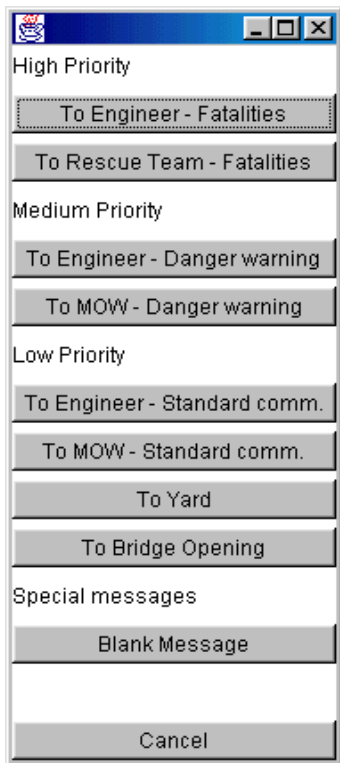 High Priority
To Engineer - Fatalities
To Rescue Team - Fatalities
Medium Priority
To Engineer - Danger warning
To MOW - Danger warning
Low Priority
To Engineer - Standard comm.
To MOW - Standard comm.
To Yard
To Bridge Opening
Special messages
Blank Message
Cancel